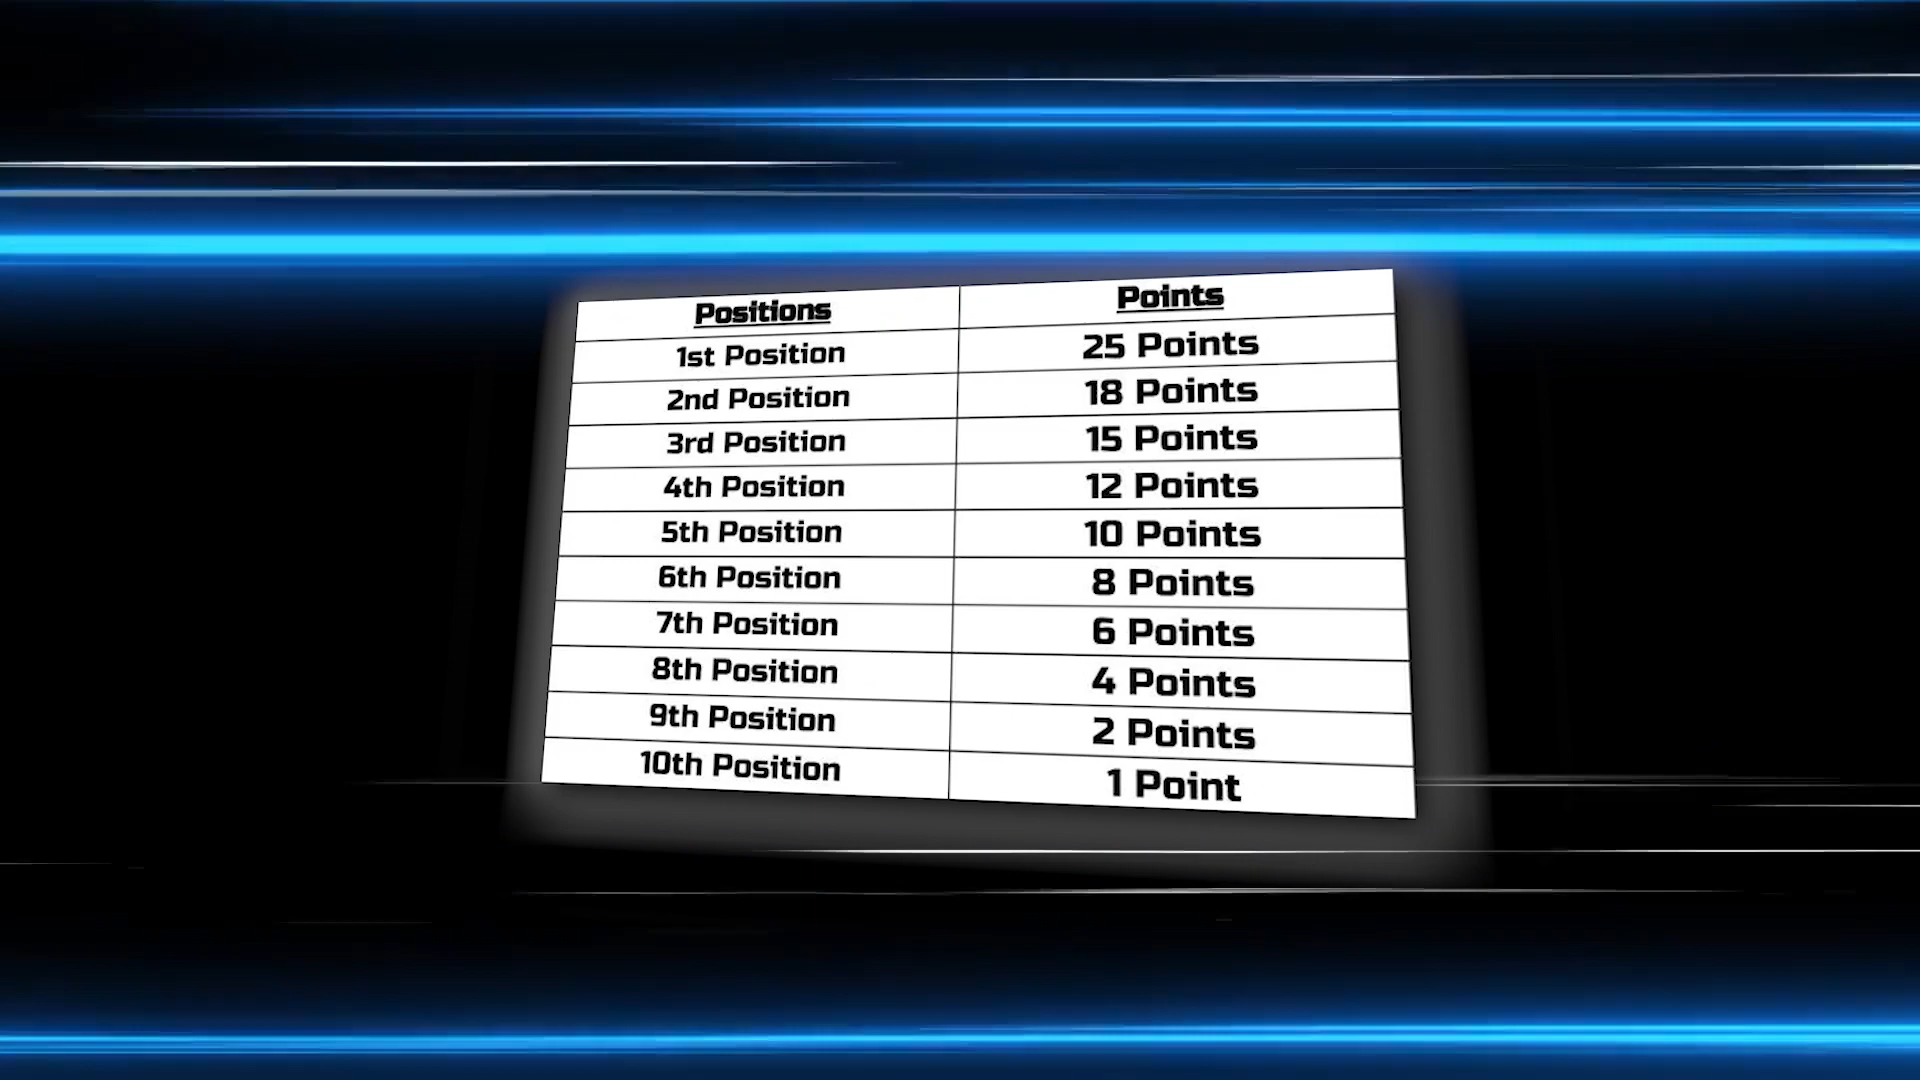 Positions Points
1st Position 25 Points
2nd Position 18 Points
3rd Position 15 Points
4th Position 12 Points
5th Position 10 Points
6th Position 8 Points
7th Position 6 Points
8th Position 4 Points
9th Position 2 Points
10th Position 1 Point